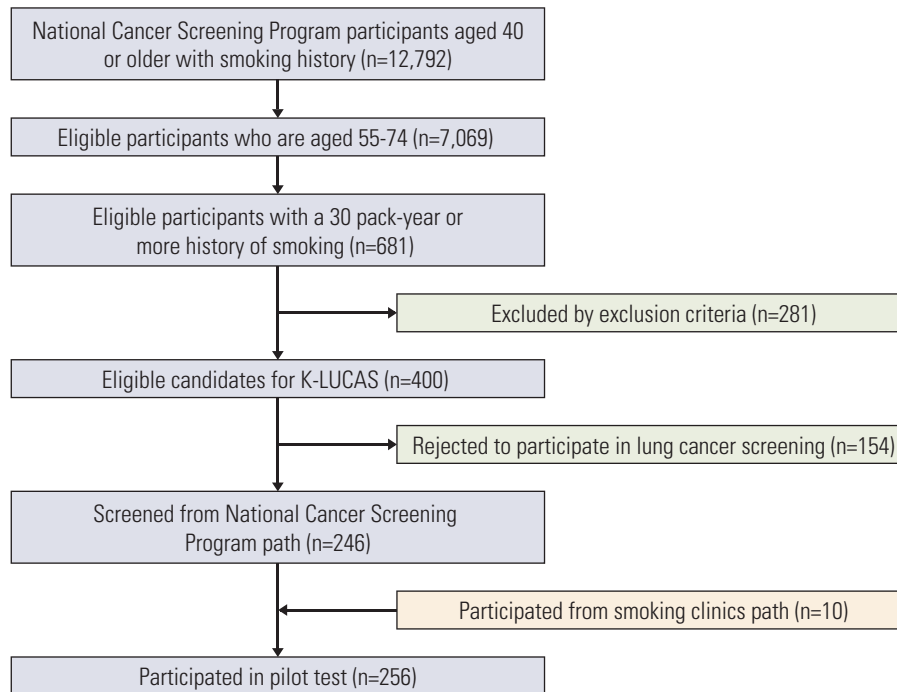 National Cancer Screening Program participants aged 40
or older with smoking history (n=12,792)
Eligible participants who are aged 55-74 (n=7,069)
Eligible participants with a 30 pack-year or
more history of smoking (n=681)
Excluded by exclusion criteria (n=281)
Eligible candidates for K-LUCAS (n=400)
Rejected to participate in lung cancer screening (n=154)
Screened from National Cancer Screening
Program path (n=246)
Participated from smoking clinics path (n=10)
Participated in pilot test (n=256)